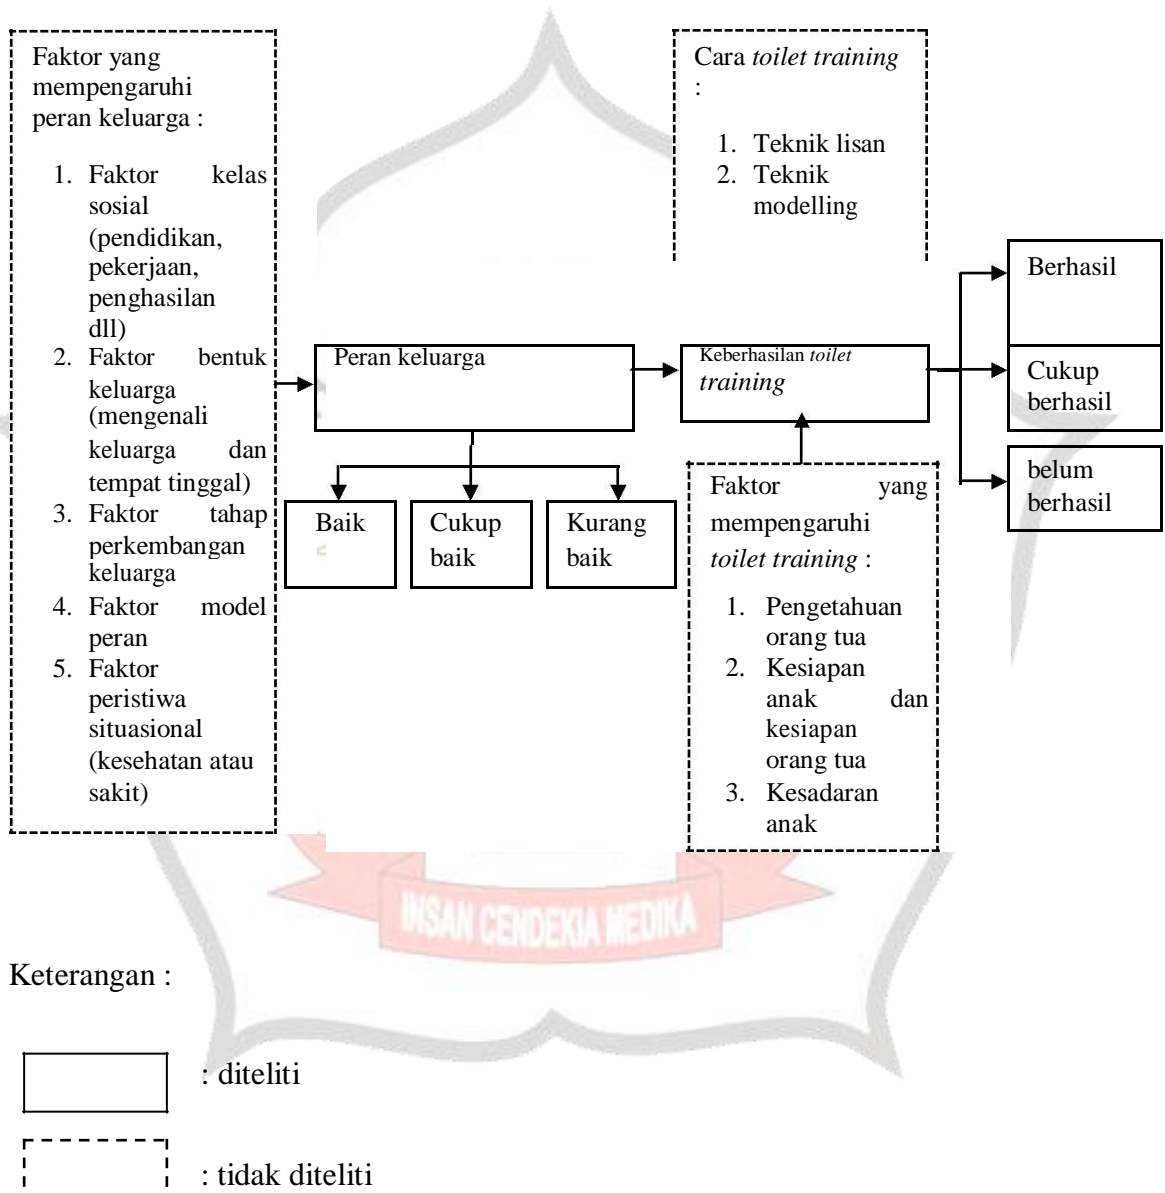 Faktor yang
mempengaruhi
peran keluarga :
1. Faktor kelas
sosial
(pendidikan,
pekerjaan,
penghasilan
dll)
2. Faktor bentuk
keluarga
(mengenali
keluarga dan
tempat tinggal)
3. Faktor tahap
perkembangan
keluarga
4. Faktor model
peran
5. Faktor
peristiwa
situasional
(kesehatan atau
sakit)
Peran keluarga
Baik
Cukup
baik
Kurang
baik
Cara toilet training
:
1. Teknik lisan
2. Teknik
modelling
Keberhasilan toilet
training
Faktor yang
mempengaruhi
toilet training :
1. Pengetahuan
orang tua
2. Kesiapan
anak dan
kesiapan
orang tua
3. Kesadaran
anak
Berhasil
Cukup
berhasil
belum
berhasil
INSAN CENDEKIA MEDIKA
Keterangan :
: diteliti
: tidak diteliti